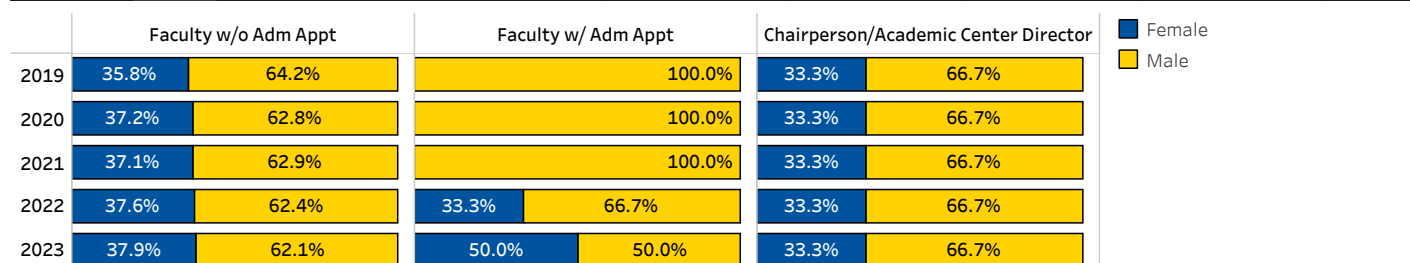 Faculty w/o Adm Appt Faculty w/ Adm Appt Chairperson/Academic Center Director Female
Male
2019 35.8% 64.2% 100.0% 33.3% 66.7%
2020 37.2% 62.8% 100.0% 33.3% 66.7%
2021 37.1% 62.9% 100.0% 33.3% 66.7%
2022 37.6% 62.4% 33.3% 66.7% 33.3% 66.7%
2023 37.9% 62.1% 50.0% 50.0% 33.3% 66.7%